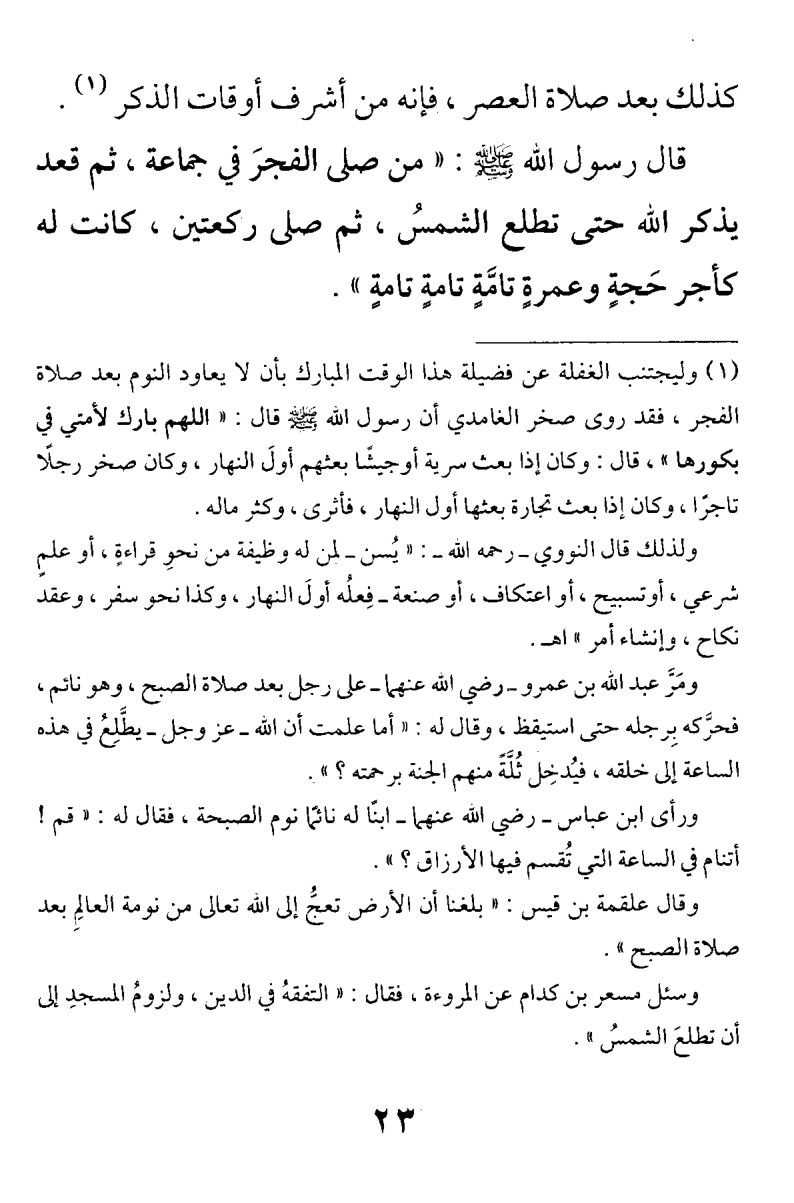 كذلك بعد صلاة العصر ، فإنه من أشرف أوقات الذكر (١) .
قال رسول الله ﷺ : « من صلى الفجرَ في جماعة ، ثم قعد
يذكر الله حتى تطلع الشمسُ ، ثم صلى ركعتين ، كانت له
كأجر حَجةٍ وعمرةٍ تامَّةٍ تامةٍ تامةٍ » .
(١) وليجتنب الغفلة عن فضيلة هذا الوقت المبارك بأن لا يعاود النوم بعد صلاة
الفجر ، فقد روى صخر الغامدي أن رسول الله ﷺ قال : « اللهم بارك لأمتي في
بكورها » ، قال : وكان إذا بعث سرية أوجيشًا بعثهم أولَ النهار ، وكان صخر رجلًا
تاجرًا ، وكان إذا بعث تجارة بعثها أول النهار ، فأثرى ، وكثر ماله .
ولذلك قال النووي ـ رحمه الله ـ : « يُسن ـ لمن له وظيفة من نحوِ قراءةٍ ، أو علمٍ
شرعي ، أوتسبيح ، أو اعتكاف ، أو صنعة ـ فِعلُه أولَ النهار ، وكذا نحو سفر ، وعقد
نكاح ، وإنشاء أمر » اهـ .
ومَرَّ عبد الله بن عمرو ـ رضي الله عنهما ـ على رجل بعد صلاة الصبح ، وهو نائم ،
فحرَّكه بِرجله حتى استيقظ ، وقال له : « أما علمت أن الله ـ عز وجل ـ يطَّلِعُ في هذه
الساعة إلى خلقه ، فيُدخِل ثُلَّةً منهم الجنة برحمته ؟ » .
ورأى ابن عباس ـ رضي الله عنهما ـ ابنًا له نائمًا نوم الصبحة ، فقال له : « قم !
أتنام في الساعة التي تُقسم فيها الأرزاق ؟ » .
وقال علقمة بن قيس : « بلغنا أن الأرض تعجُّ إلى الله تعالى من نومة العالِمِ بعد
صلاة الصبح » .
وسئل مسعر بن كدام عن المروءة ، فقال : « التفقهُ في الدين ، ولزومُ المسجدِ إلى
أن تطلعَ الشمسُ » .
٢٣